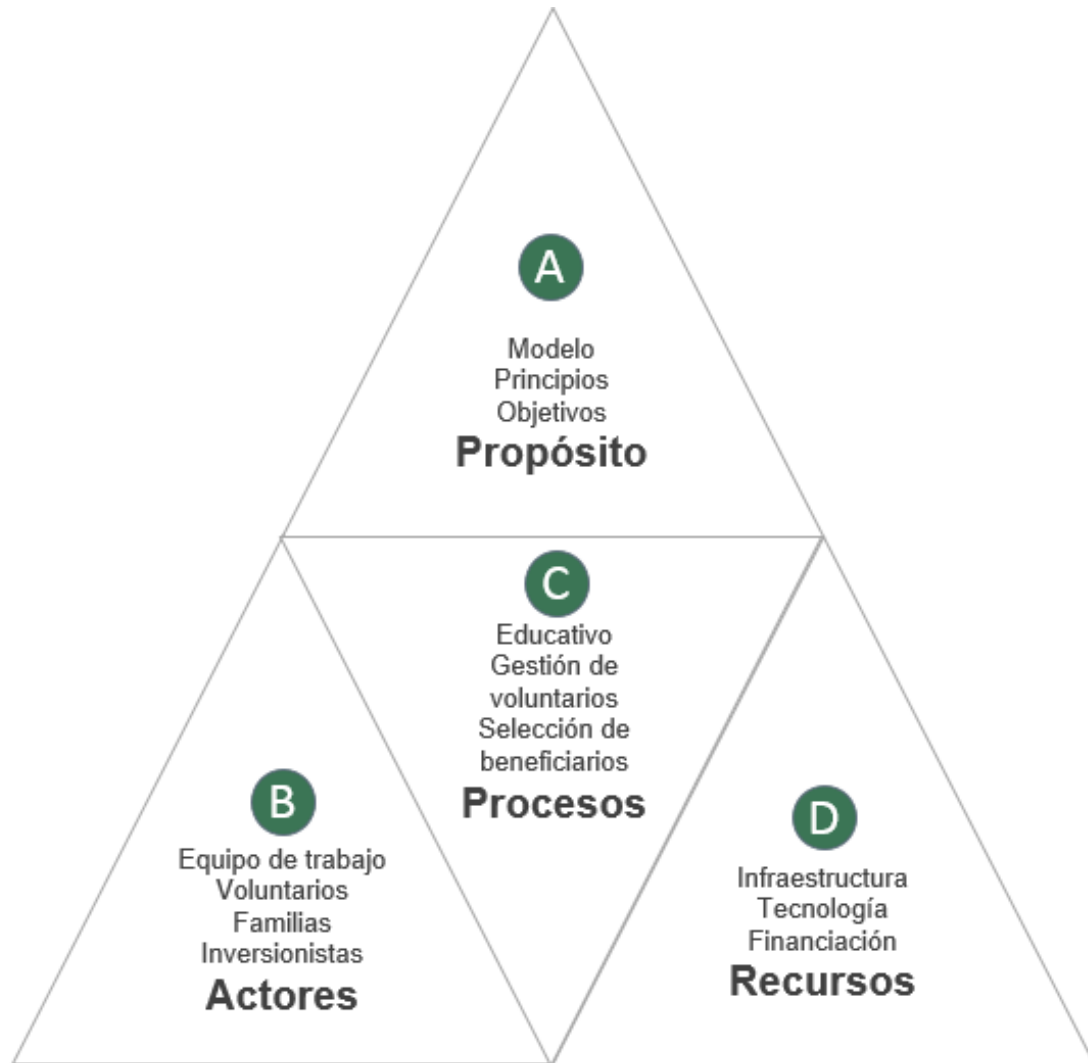 A
Modelo
Principios
Objetivos
Propósito
B
Equipo de trabajo
Voluntarios
Familias
Inversionistas
Actores
C
Educativo
Gestión de
voluntarios
Selección de
beneficiarios
Procesos
D
Infraestructura
Tecnología
Financiación
Recursos